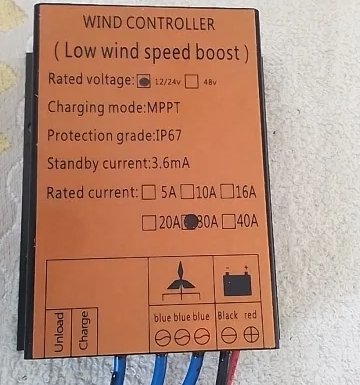 WIND CONTROLLER
( Low wind speed boost )
Rated voltage: 12/24v 48v
Charging mode:MPPT
Protection grade:IP67
Standby current:3.6mA
Rated current: 5A 10A 16A
20A 30A 40A
- +
blue blue blue Black red
Unload Charge